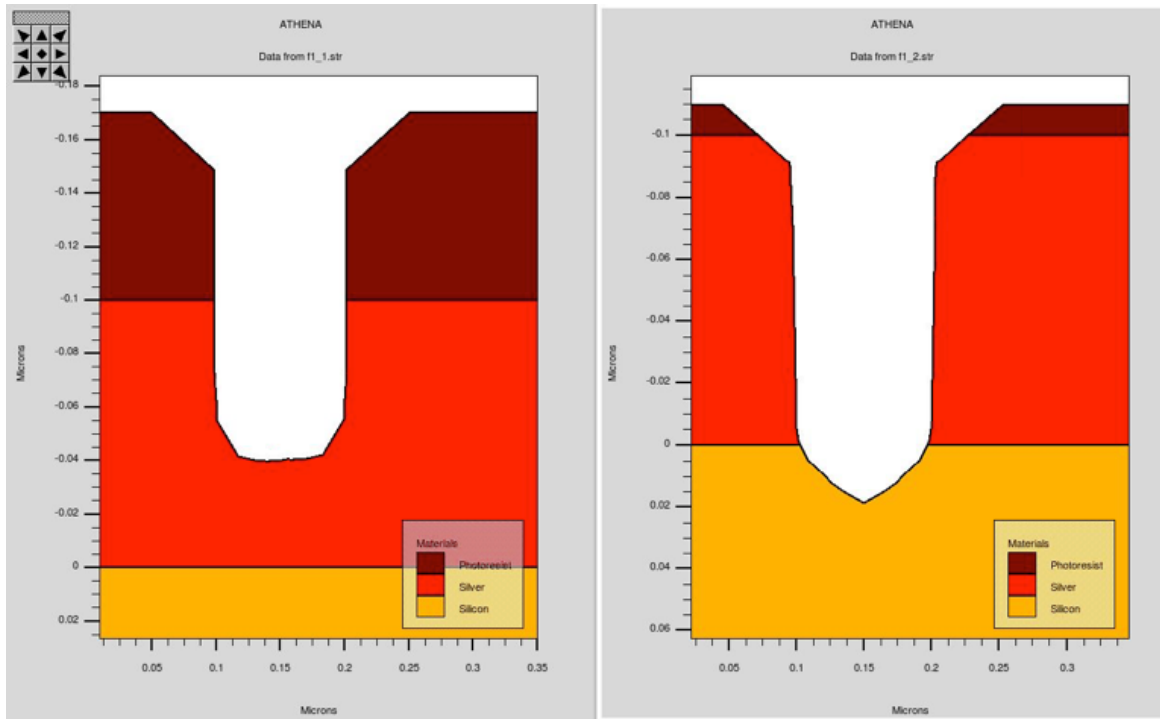 ATHENA
Data from f1_1.str
-0.18
-0.16
-0.14
-0.12
-0.1
-0.08
-0.06
-0.04
-0.02
0
0.02
Microns
Materials
Photoresist
Silver
Silicon
0.05
0.1
0.15
0.2
0.25
0.3
0.35
Microns
ATHENA
Data from f1_2.str
-0.1
-0.08
-0.06
-0.04
-0.02
0
0.02
0.04
0.06
Microns
Materials
Photoresist
Silver
Silicon
0.05
0.1
0.15
0.2
0.25
0.3
Microns